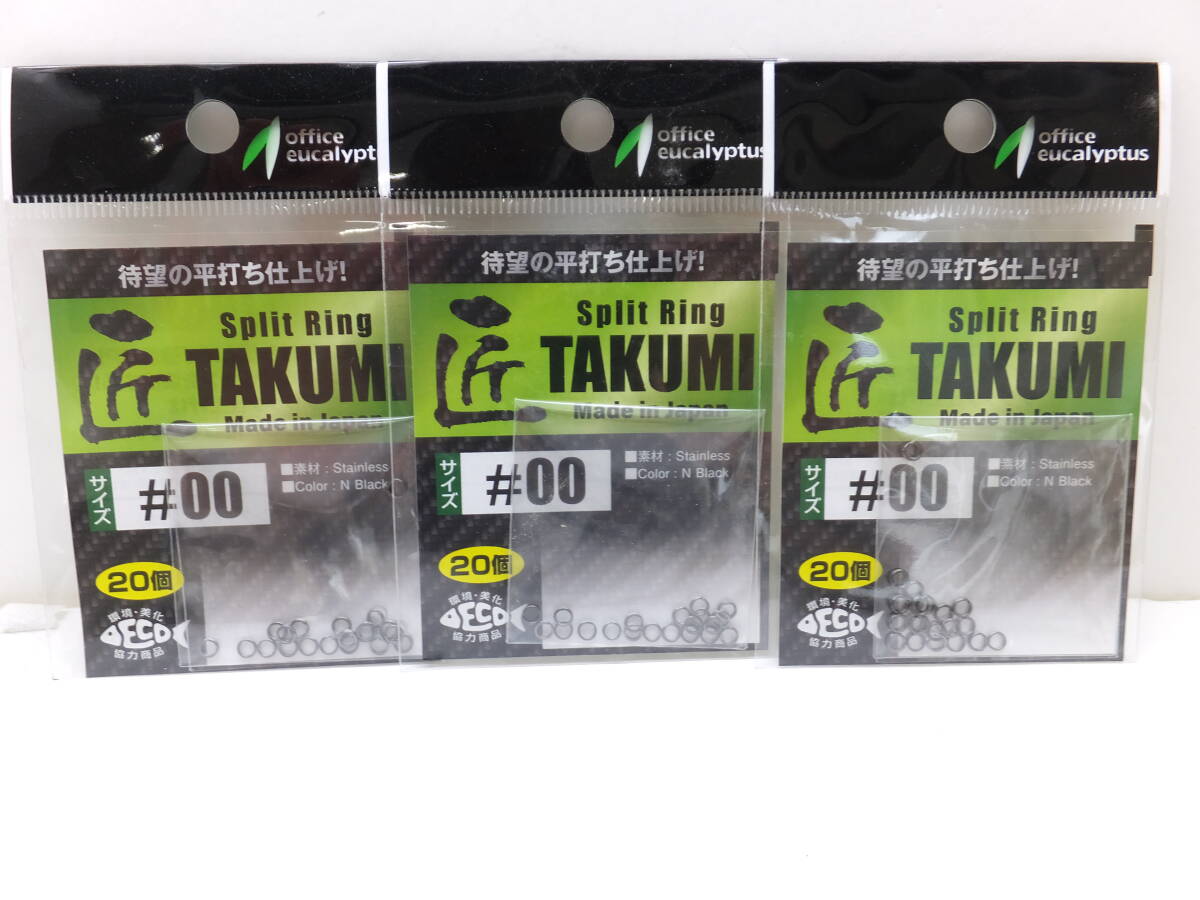 office
eucalypt
待望の平打ち仕上げ!
匠
Split Ring
TAKUMI
Made in Japan
サイズ
#00
■素材 : Stainless
■Color : N Black
20個
環境・美化
DECO
協力商品
office
eucalyptus
待望の平打ち仕上げ!
匠
Split Ring
TAKUMI
Made in Japan
サイズ
#00
■素材 : Stainless
■Color : N Black
20個
環境・美化
DECO
協力商品
office
eucalyptus
待望の平打ち仕上げ!
匠
Split Ring
TAKUMI
Made in Japan
サイズ
#00
■素材 : Stainless
■Color : N Black
20個
環境・美化
DECO
協力商品